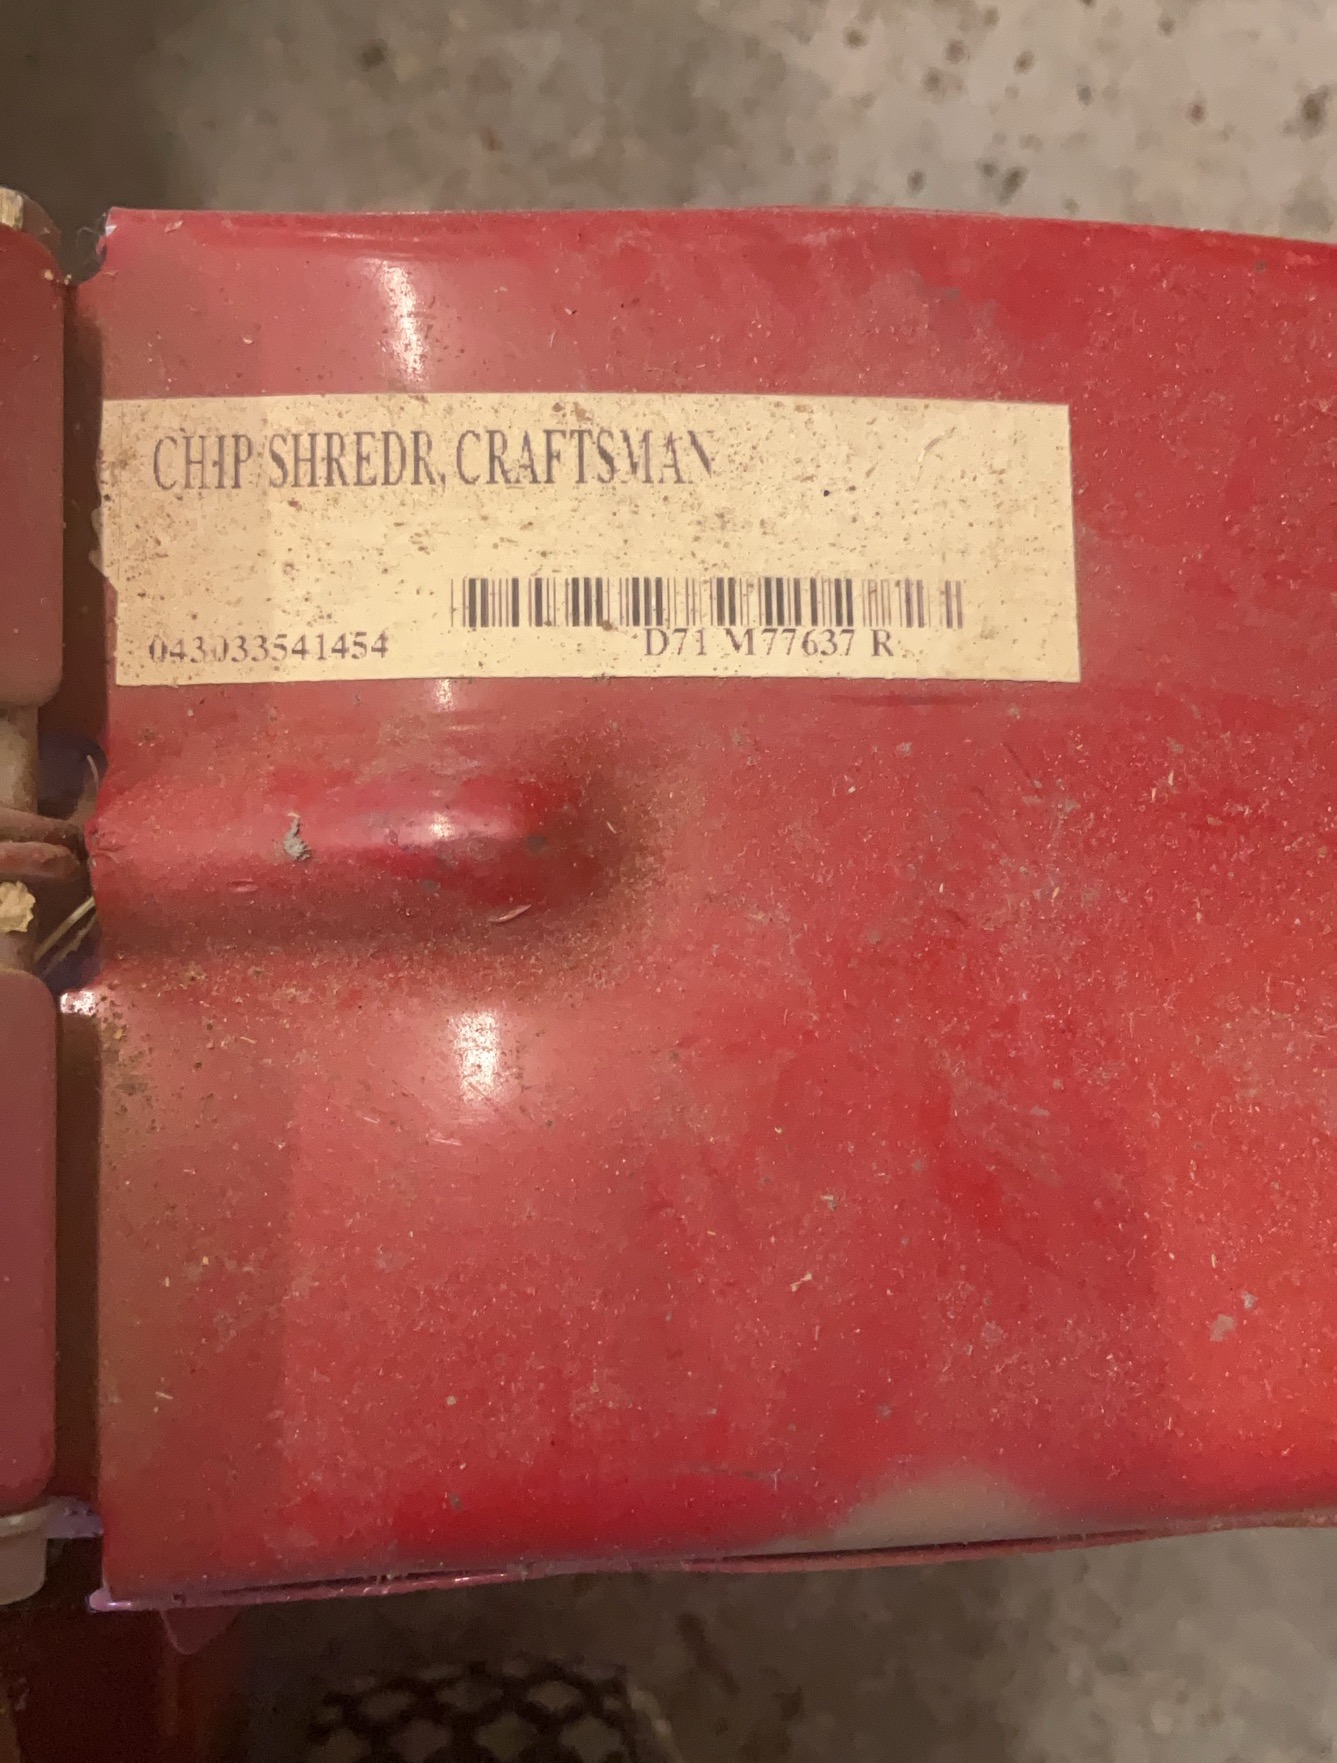 CHIP/SHREDR, CRAFTSMAN
043033541454
D71 M77637 R